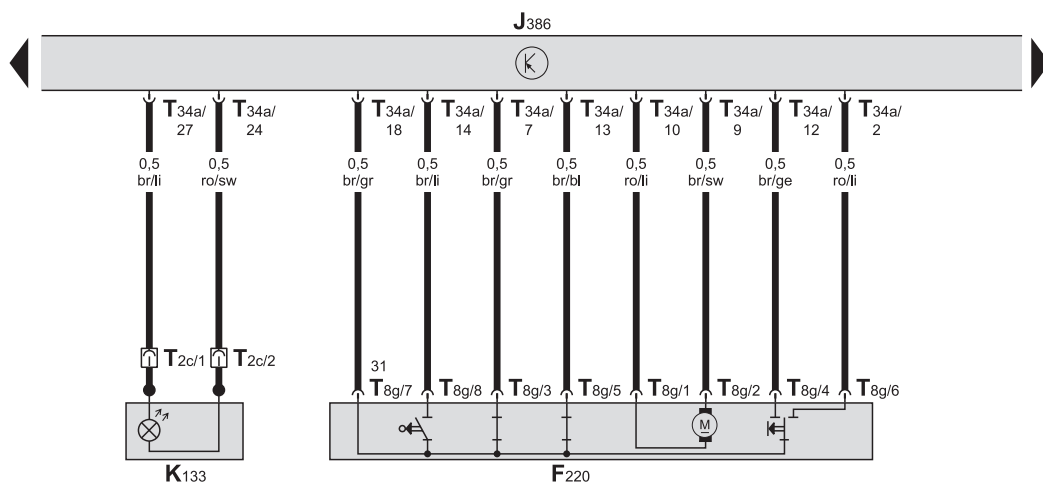 J386
T34a/ T34a/ T34a/ T34a/ T34a/ T34a/ T34a/ T34a/ T34a/ T34a/
27 24 18 14 7 13 10 9 12 2
0,5 0,5 0,5 0,5 0,5 0,5 0,5 0,5 0,5 0,5
br/li ro/sw br/gr br/li br/gr br/bl ro/li br/sw br/ge ro/li
T2c/1 T2c/2
31
T8g/7 T8g/8 T8g/3 T8g/5 T8g/1 T8g/2 T8g/4 T8g/6
M
K133 F220